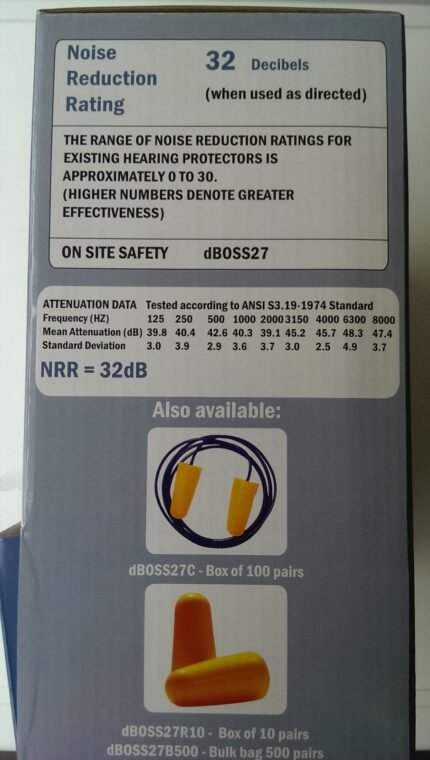 Noise
Reduction
Rating
32 Decibels
(when used as directed)
THE RANGE OF NOISE REDUCTION RATINGS FOR
EXISTING HEARING PROTECTORS IS
APPROXIMATELY 0 TO 30.
(HIGHER NUMBERS DENOTE GREATER
EFFECTIVENESS)
ON SITE SAFETY dBOSS27
ATTENUATION DATA Tested according to ANSI S3.19-1974 Standard
Frequency (HZ) 125 250 500 1000 2000 3150 4000 6300 8000
Mean Attenuation (dB) 39.8 40.4 42.6 40.3 39.1 45.2 45.7 48.3 47.4
Standard Deviation 3.0 3.9 2.9 3.6 3.7 3.0 2.5 4.9 3.7
NRR = 32dB
Also available:
dBOSS27C - Box of 100 pairs
dBOSS27R10 - Box of 10 pairs
dBOSS27B500 - Bulk bag 500 pairs